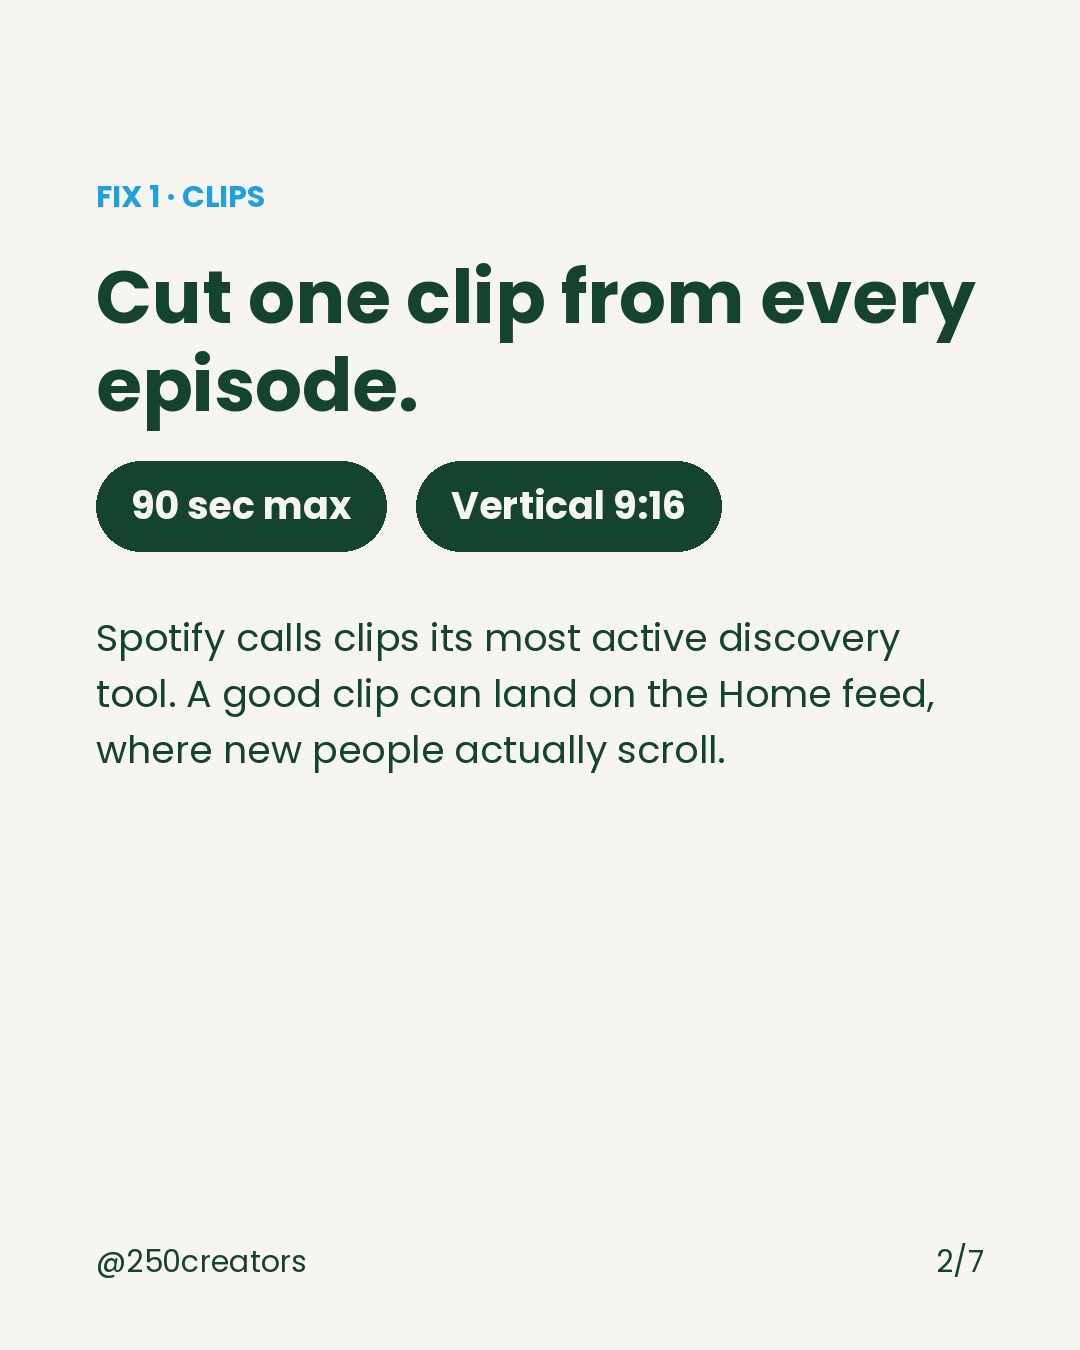 FIX 1 · CLIPS
Cut one clip from every
episode.
90 sec max
Vertical 9:16
Spotify calls clips its most active discovery
tool. A good clip can land on the Home feed,
where new people actually scroll.
@250creators
2/7